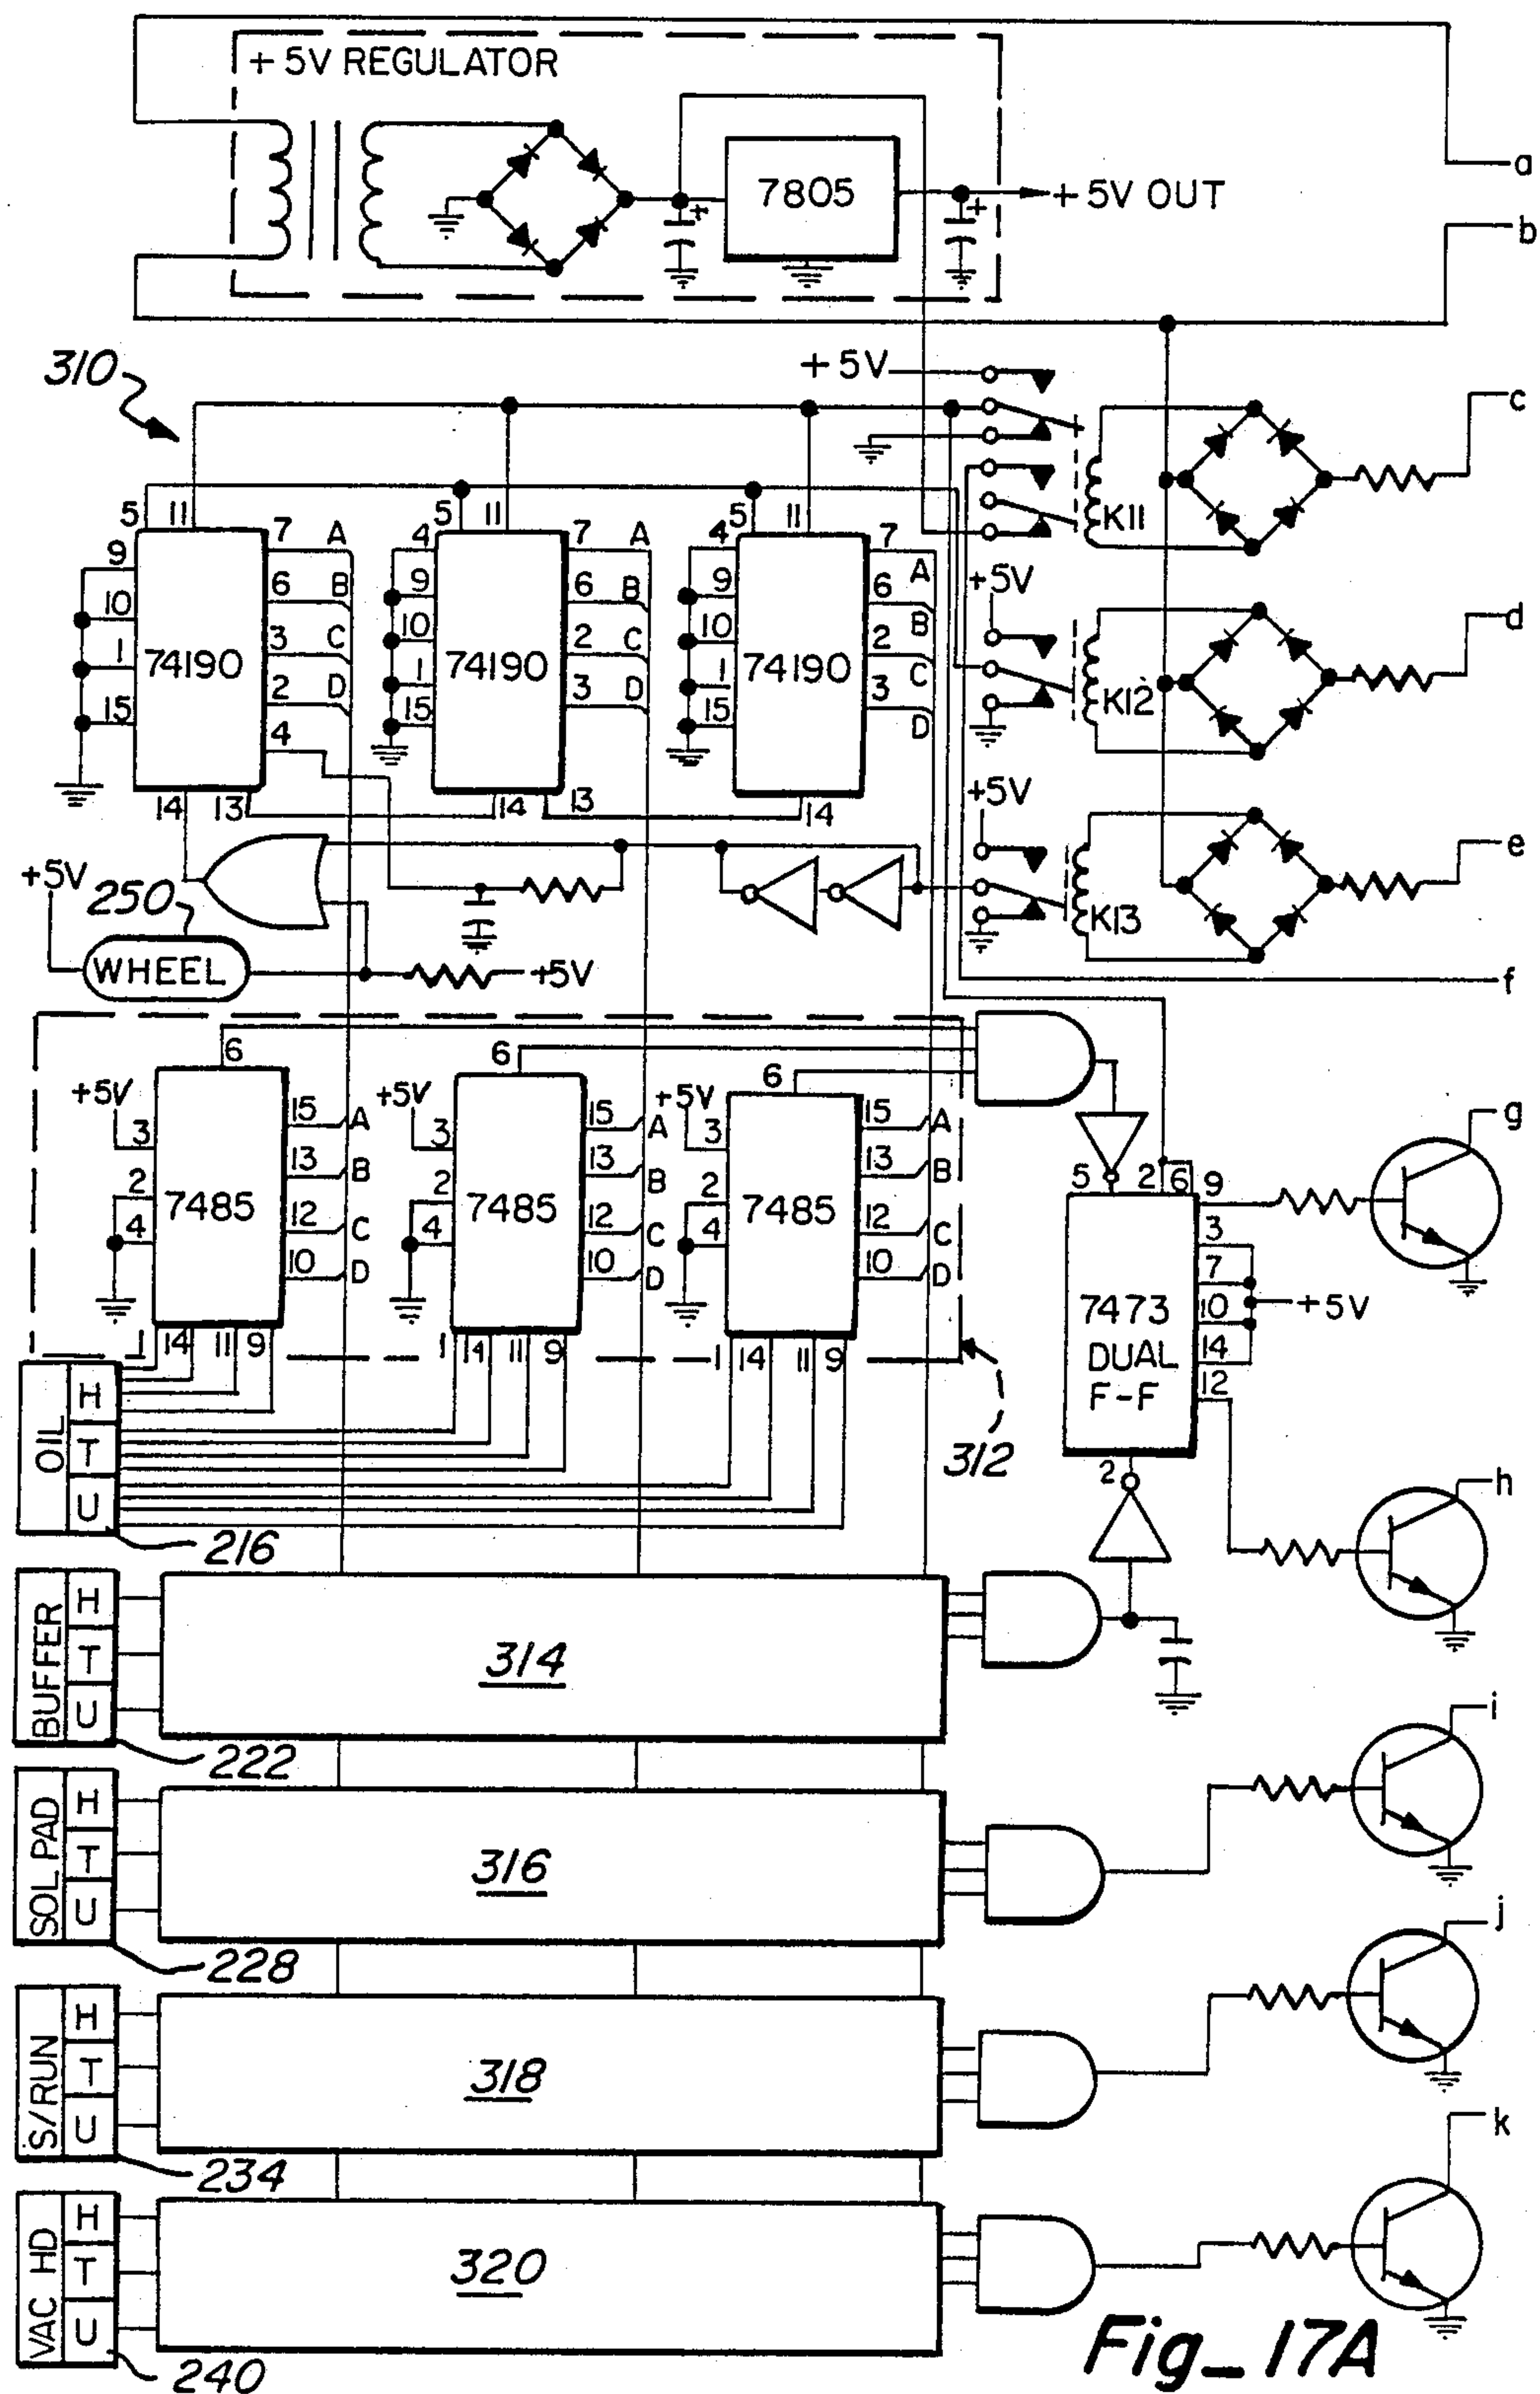 +5V REGULATOR
a
7805
+5V OUT
b
310
+5V
c
5 11 7 A
9 6 B
10 3 C
1 74190 2 D
15 4
14 13
5 11 7 A
4 6 B
9 2 C
10 3 D
1 74190
15
14 13
5 11 7 A
4 6 B
9 2 C
10 3 D
1 74190
15
14
K11
+5V
d
K12
+5V
e
K13
+5V
250
WHEEL
+5V
f
6
+5V
3 15 A
2 13 B
4 7485 12 C
10 D
1 14 11 9
6
+5V
3 15 A
2 13 B
4 7485 12 C
10 D
1 14 11 9
6
+5V
3 15 A
2 13 B
4 7485 12 C
10 D
1 14 11 9
312
g
5 2 6 9
3
7
7473 10 +5V
DUAL 14
F-F 12
2
h
OIL
H
T
U
216
BUFFER
H
T
U
222
314
i
SOL PAD
H
T
U
228
316
j
S/RUN
H
T
U
234
318
k
VAC HD
H
T
U
240
320
Fig_17A